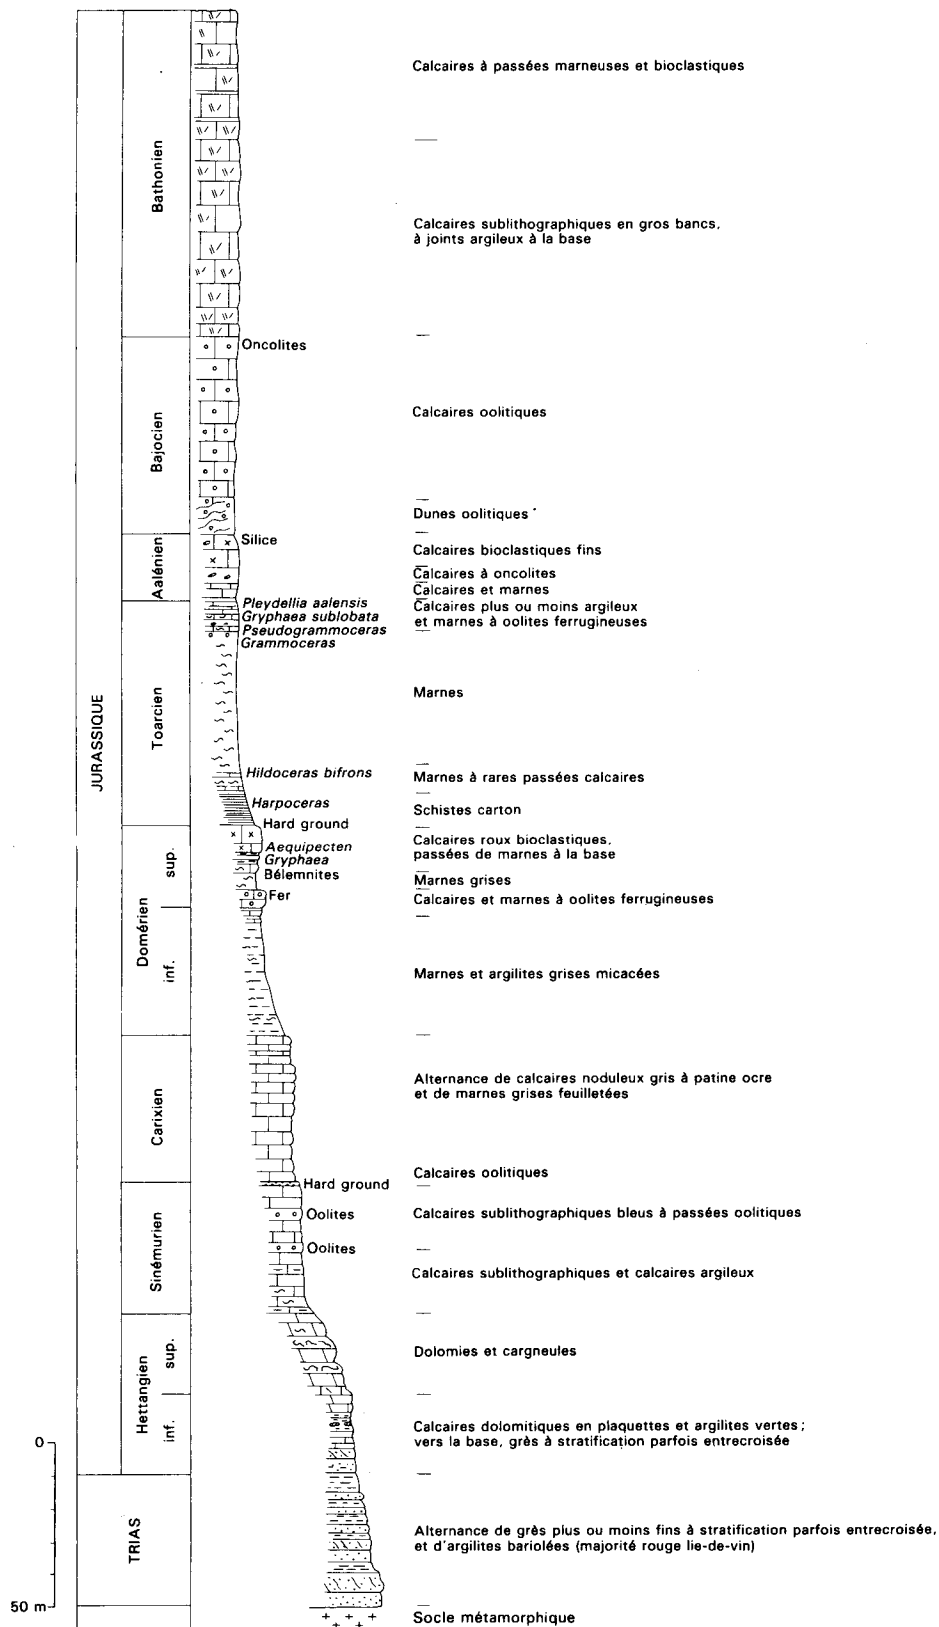 JURASSIQUE
TRIAS
Bathonien
Bajocien
Aalénien
Toarcien
Domérien
sup.
inf.
Carixien
Sinémurien
Hettangien
sup.
inf.
0
50 m
Calcaires à passées marneuses et bioclastiques
Calcaires sublithographiques en gros bancs,
à joints argileux à la base
Oncolites
Calcaires oolitiques
Dunes oolitiques
Silice
Calcaires bioclastiques fins
Calcaires à oncolites
Calcaires et marnes
Pleydellia aalensis
Gryphaea sublobata
Pseudogrammoceras
Grammoceras
Calcaires plus ou moins argileux
et marnes à oolites ferrugineuses
Marnes
Hildoceras bifrons
Marnes à rares passées calcaires
Harpoceras
Schistes carton
Hard ground
Calcaires roux bioclastiques,
passées de marnes à la base
Aequipecten
Gryphaea
Bélemnites
Marnes grises
Fer
Calcaires et marnes à oolites ferrugineuses
Marnes et argilites grises micacées
Alternance de calcaires noduleux gris à patine ocre
et de marnes grises feuilletées
Calcaires oolitiques
Hard ground
Oolites
Calcaires sublithographiques bleus à passées oolitiques
Oolites
Calcaires sublithographiques et calcaires argileux
Dolomies et cargneules
Calcaires dolomitiques en plaquettes et argilites vertes;
vers la base, grès à stratification parfois entrecroisée
Alternance de grès plus ou moins fins à stratification parfois entrecroisée,
et d'argilites bariolées (majorité rouge lie-de-vin)
Socle métamorphique